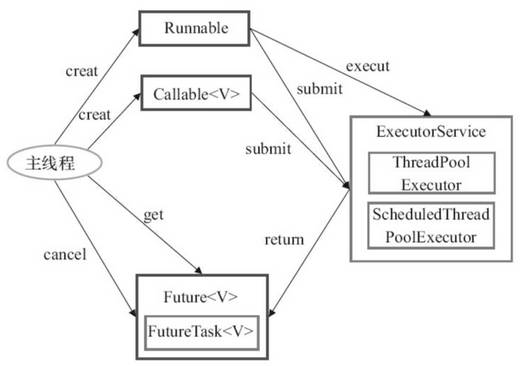 Runnable
creat
execut
submit
Callable<V>
creat
ExecutorService
submit
主线程
ThreadPool
Executor
ScheduledThread
PoolExecutor
get
return
cancel
Future<V>
FutureTask<V>